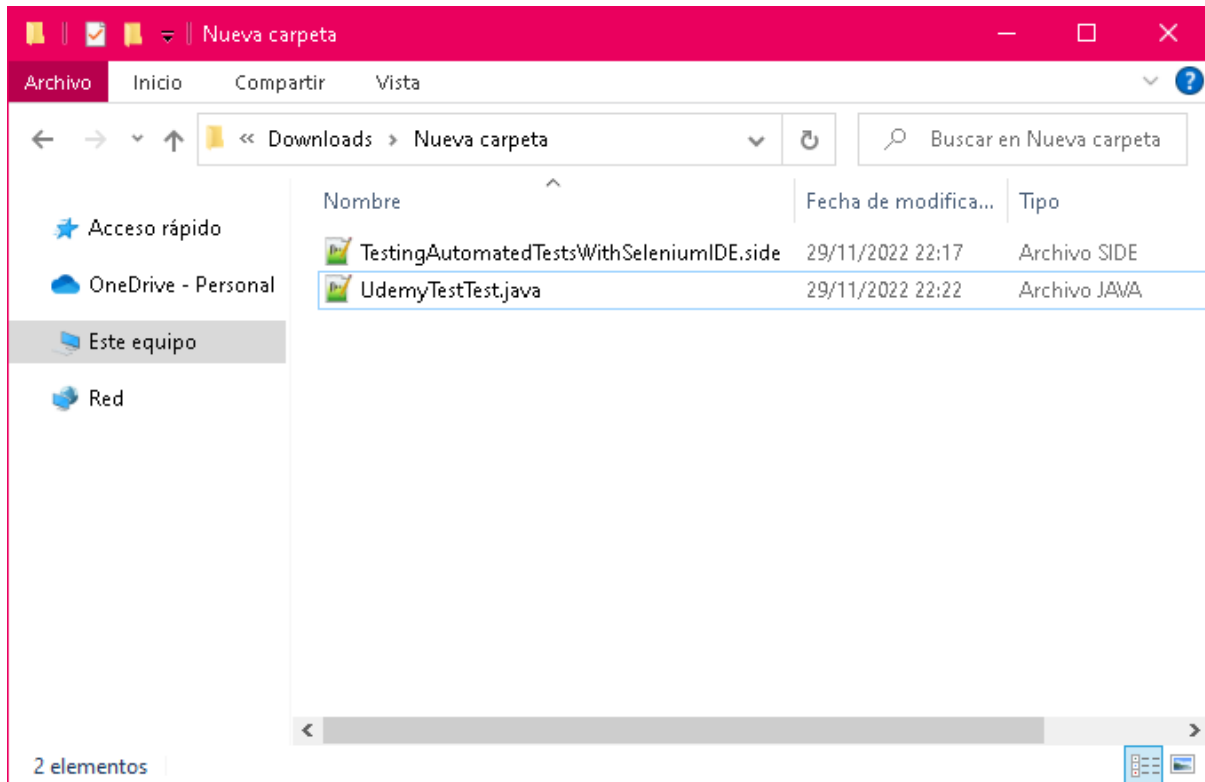 Nueva carpeta
Archivo Inicio Compartir Vista
« Downloads > Nueva carpeta Buscar en Nueva carpeta
Nombre Fecha de modifica... Tipo
Acceso rápido
TestingAutomatedTestsWithSeleniumIDE.side 29/11/2022 22:17 Archivo SIDE
OneDrive - Personal UdemyTestTest.java 29/11/2022 22:22 Archivo JAVA
Este equipo
Red
2 elementos